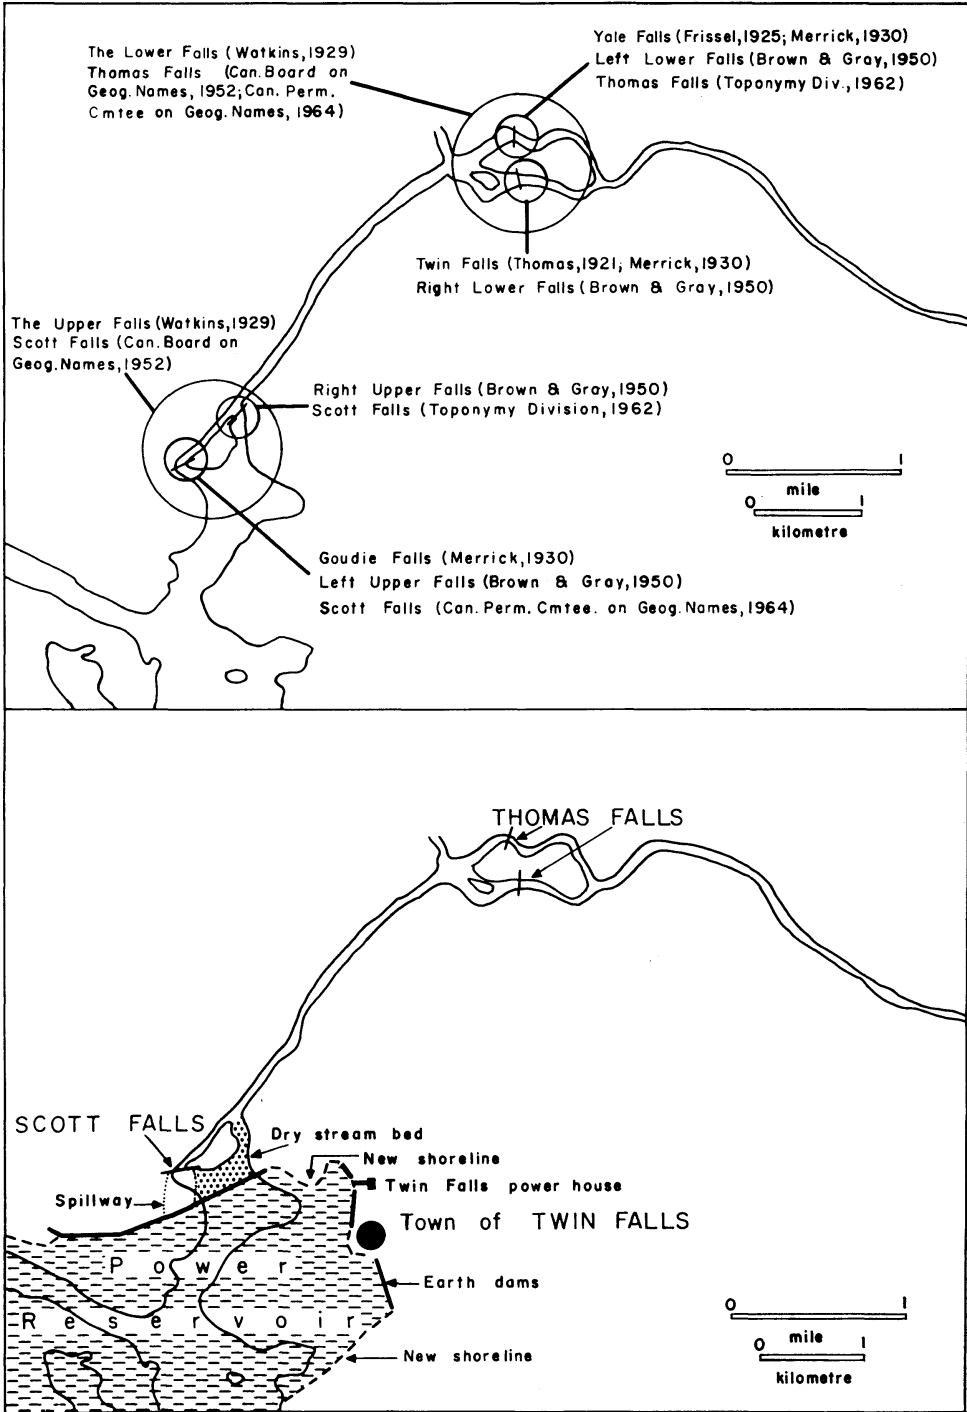 The Lower Falls (Watkins,1929)
Thomas Falls (Can. Board on
Geog. Names, 1952; Can. Perm.
Cmtee on Geog. Names, 1964)
Yale Falls (Frissel,1925; Merrick,1930)
Left Lower Falls (Brown & Gray,1950)
Thomas Falls (Toponymy Div.,1962)
Twin Falls (Thomas,1921; Merrick,1930)
Right Lower Falls (Brown & Gray,1950)
The Upper Falls (Watkins,1929)
Scott Falls (Can. Board on
Geog. Names,1952)
Right Upper Falls (Brown & Gray,1950)
Scott Falls (Toponymy Division,1962)
0 1
mile
0 1
kilometre
Goudie Falls (Merrick,1930)
Left Upper Falls (Brown & Gray,1950)
Scott Falls (Can. Perm. Cmtee. on Geog. Names,1964)
THOMAS FALLS
SCOTT FALLS
Dry stream bed
New shoreline
Twin Falls power house
Spillway
Town of TWIN FALLS
Power
Earth dams
Reservoir
New shoreline
0 1
mile
0 1
kilometre